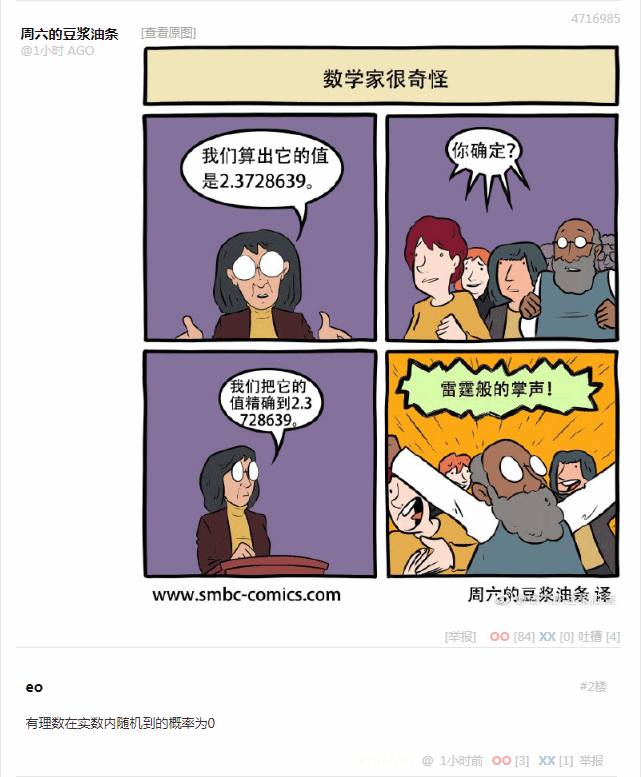 4716985
周六的豆浆油条 [查看原图]
@1小时 AGO
数学家很奇怪
我们算出它的值
是2.3728639。
你确定?
我们把它的
值精确到2.3
728639。
雷霆般的掌声!
www.smbc-comics.com
周六的豆浆油条 译
[举报] OO [84] XX [0] 吐槽 [4]
eo
#2楼
有理数在实数内随机到的概率为0
@ 1小时前 OO [3] XX [1] 举报